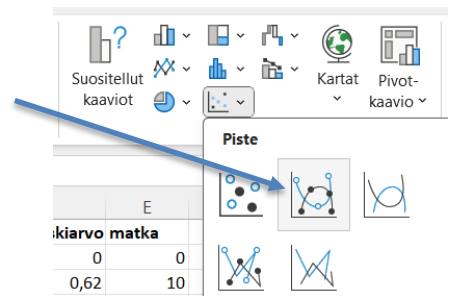 Suositellut
kaaviot
Kartat
Pivot-
kaavio
Piste
E
skiarvo matka
0 0
0,62 10